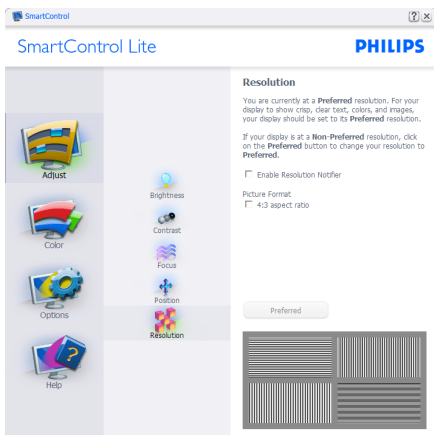 SmartControl
SmartControl Lite
PHILIPS
Adjust
Color
Options
Help
Brightness
Contrast
Focus
Position
Resolution
Resolution
You are currently at a Preferred resolution. For your
display to show crisp, clear text, colors, and images,
your display should be set to its Preferred resolution.
If your display is at a Non-Preferred resolution, click
on the Preferred button to change your resolution to
Preferred.
Enable Resolution Notifier
Picture Format
4:3 aspect ratio
Preferred